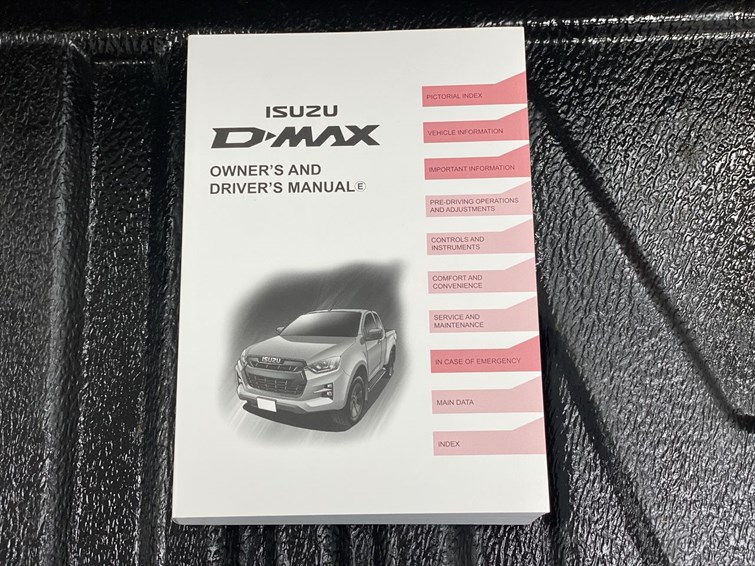 ISUZU
D-MAX
OWNER'S AND
DRIVER'S MANUAL Ⓔ
ISUZU
PICTORIAL INDEX
VEHICLE INFORMATION
IMPORTANT INFORMATION
PRE-DRIVING OPERATIONS
AND ADJUSTMENTS
CONTROLS AND
INSTRUMENTS
COMFORT AND
CONVENIENCE
SERVICE AND
MAINTENANCE
IN CASE OF EMERGENCY
MAIN DATA
INDEX